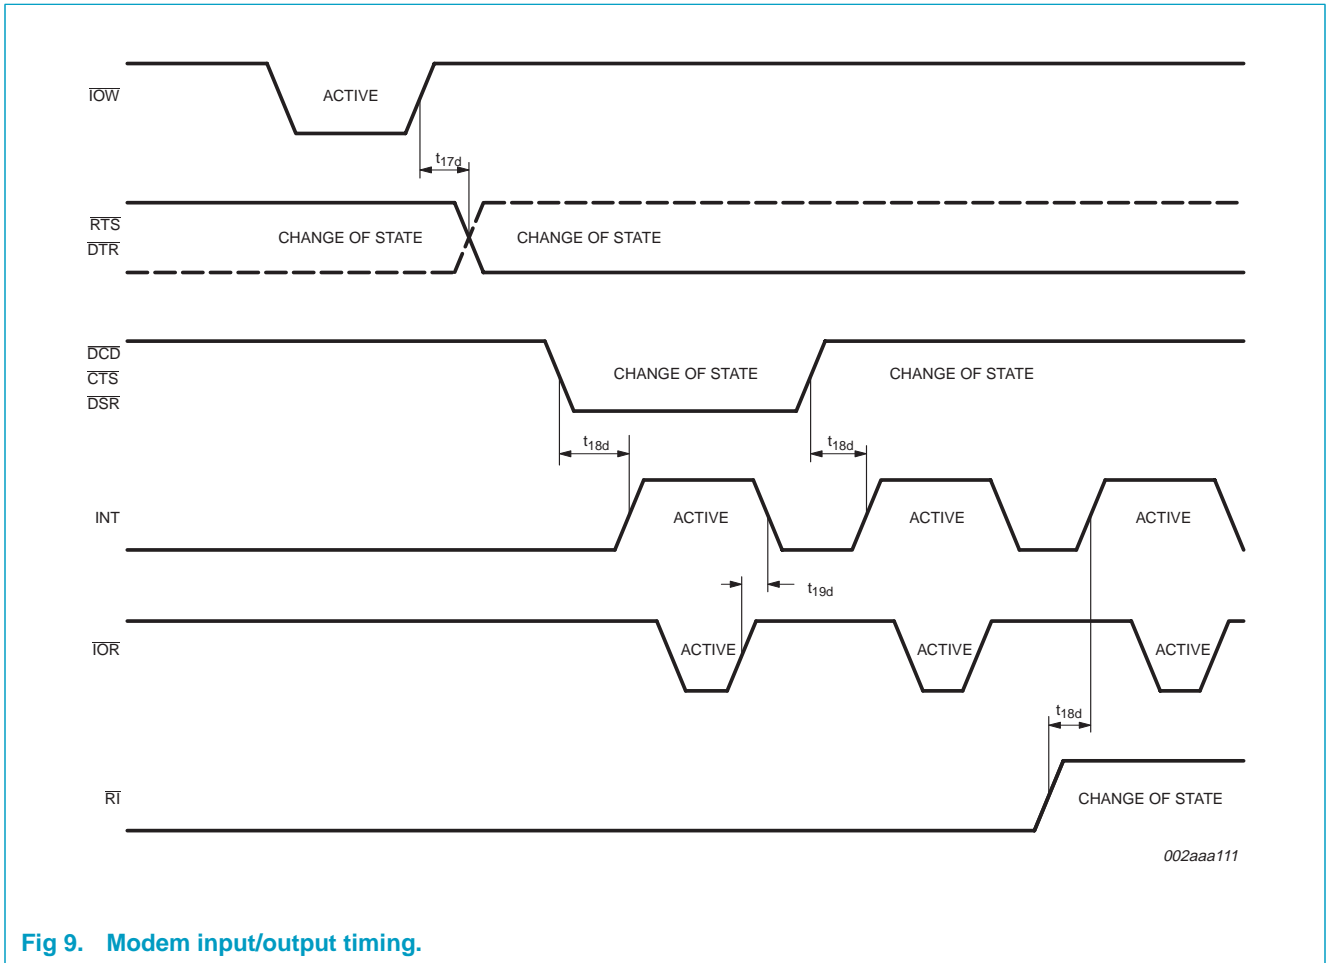 IOW
ACTIVE
t17d
RTS
DTR
CHANGE OF STATE
CHANGE OF STATE
DCD
CTS
DSR
CHANGE OF STATE
CHANGE OF STATE
t18d
t18d
INT
ACTIVE
ACTIVE
ACTIVE
t19d
IOR
ACTIVE
ACTIVE
ACTIVE
t18d
RI
CHANGE OF STATE
002aaa111
Fig 9. Modem input/output timing.